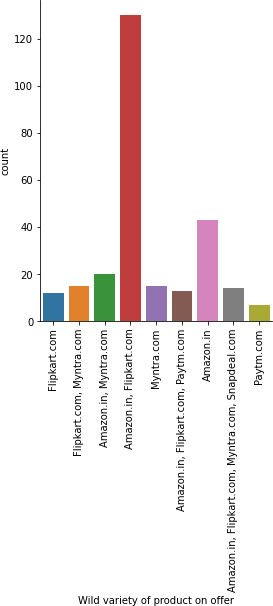 120
100
80
60
40
20
0
count
Flipkart.com
Flipkart.com, Myntra.com
Amazon.in, Myntra.com
Amazon.in, Flipkart.com
Myntra.com
Amazon.in, Flipkart.com, Paytm.com
Amazon.in
Amazon.in, Flipkart.com, Myntra.com, Snapdeal.com
Paytm.com
Wild variety of product on offer